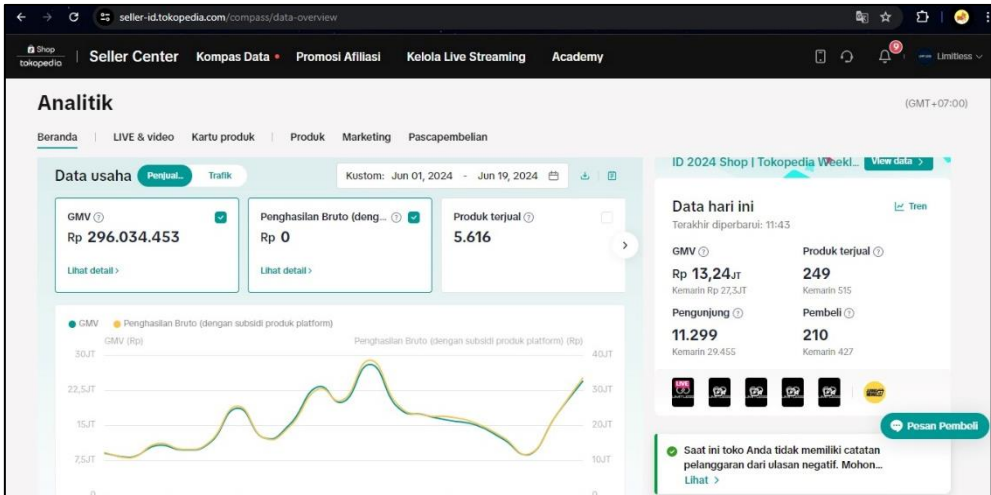 seller-id.tokopedia.com/compass/data-overview
Shop
tokopedia
Seller Center
Kompas Data
Promosi Afiliasi
Kelola Live Streaming
Academy
9
Limitless
Analitik
(GMT+07:00)
Beranda
LIVE & video
Kartu produk
Produk
Marketing
Pascapembelian
Data usaha
Penjual...
Trafik
Kustom: Jun 01, 2024 - Jun 19, 2024
GMV
Rp 296.034.453
Lihat detail >
Penghasilan Bruto (deng...
Rp 0
Lihat detail >
Produk terjual
5.616
GMV
Penghasilan Bruto (dengan subsidi produk platform)
GMV (Rp)
Penghasilan Bruto (dengan subsidi produk platform) (Rp)
30JT
40JT
22,5JT
30JT
15JT
20JT
7,5JT
10JT
0
0
ID 2024 Shop | Tokopedia Weekl...
View data >
Data hari ini
Tren
Terakhir diperbarui: 11:43
GMV
Rp 13,24JT
Kemarin Rp 27,3JT
Produk terjual
249
Kemarin 515
Pengunjung
11.299
Kemarin 29.455
Pembeli
210
Kemarin 427
LIVE
Pesan Pembeli
Saat ini toko Anda tidak memiliki catatan
pelanggaran dari ulasan negatif. Mohon...
Lihat >